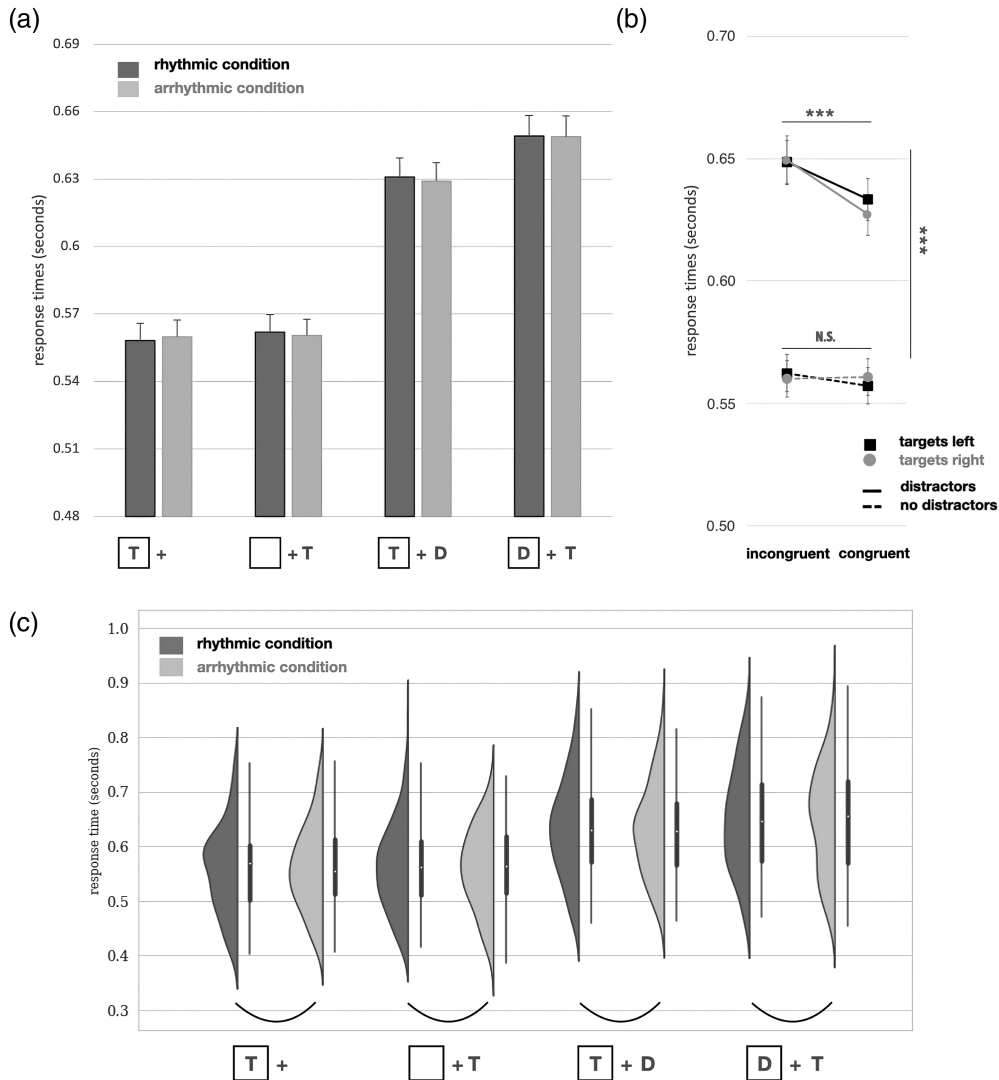 (a)
0.69
0.66
0.63
0.6
0.57
0.54
0.51
0.48
response times (seconds)
rhythmic condition
arrhythmic condition
T +
+ T
T + D
D + T
(b)
0.70
0.65
0.60
0.55
0.50
response times (seconds)
***
***
N.S.
targets left
targets right
distractors
no distractors
incongruent congruent
(c)
1.0
0.9
0.8
0.7
0.6
0.5
0.4
0.3
response time (seconds)
rhythmic condition
arrhythmic condition
T +
+ T
T + D
D + T